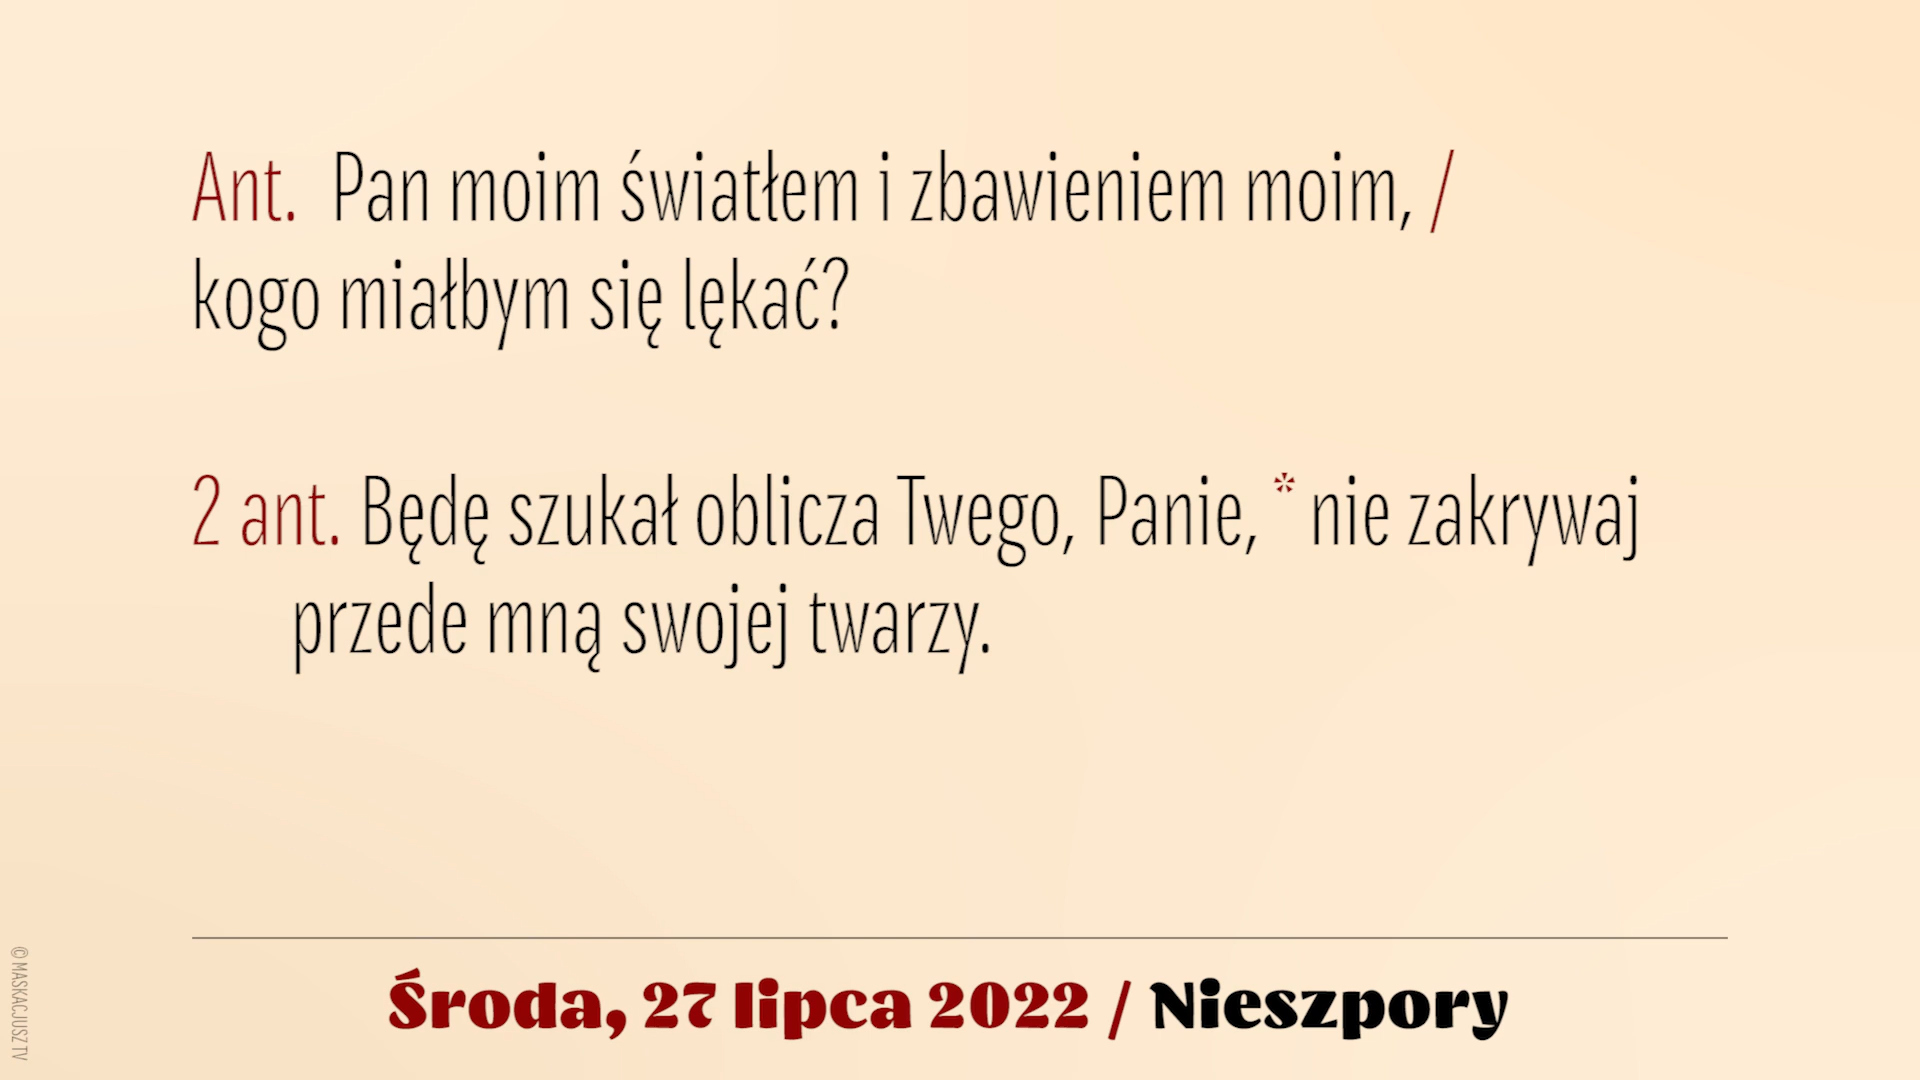 Ant. Pan moim światłem i zbawieniem moim, /
kogo miałbym się lękać?
2 ant. Będę szukał oblicza Twego, Panie, * nie zakrywaj
przede mną swojej twarzy.
Środa, 27 lipca 2022 / Nieszpory
© MASKACJUSZ TV